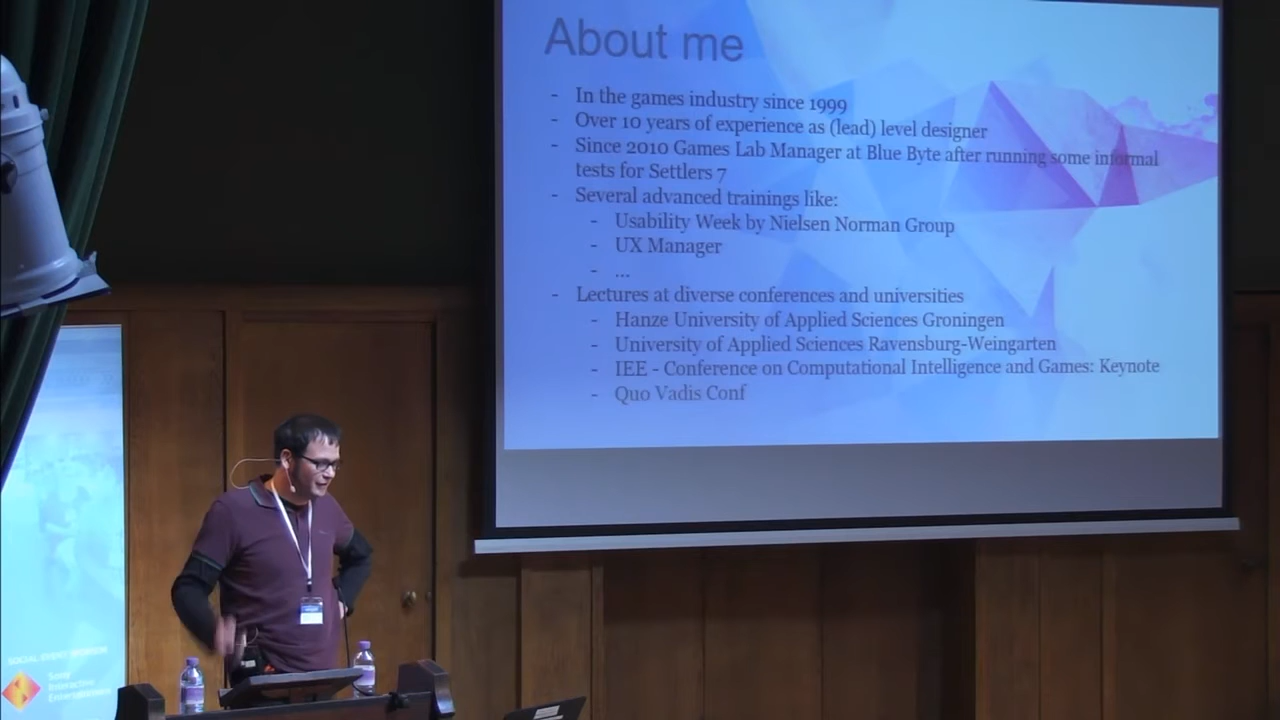 About me
- In the games industry since 1999
- Over 10 years of experience as (lead) level designer
- Since 2010 Games Lab Manager at Blue Byte after running some informal
tests for Settlers 7
- Several advanced trainings like:
- Usability Week by Nielsen Norman Group
- UX Manager
- ...
- Lectures at diverse conferences and universities
- Hanze University of Applied Sciences Groningen
- University of Applied Sciences Ravensburg-Weingarten
- IEE - Conference on Computational Intelligence and Games: Keynote
- Quo Vadis Conf
SOCIAL EVENT SPONSOR
Sony
Interactive
Entertainment